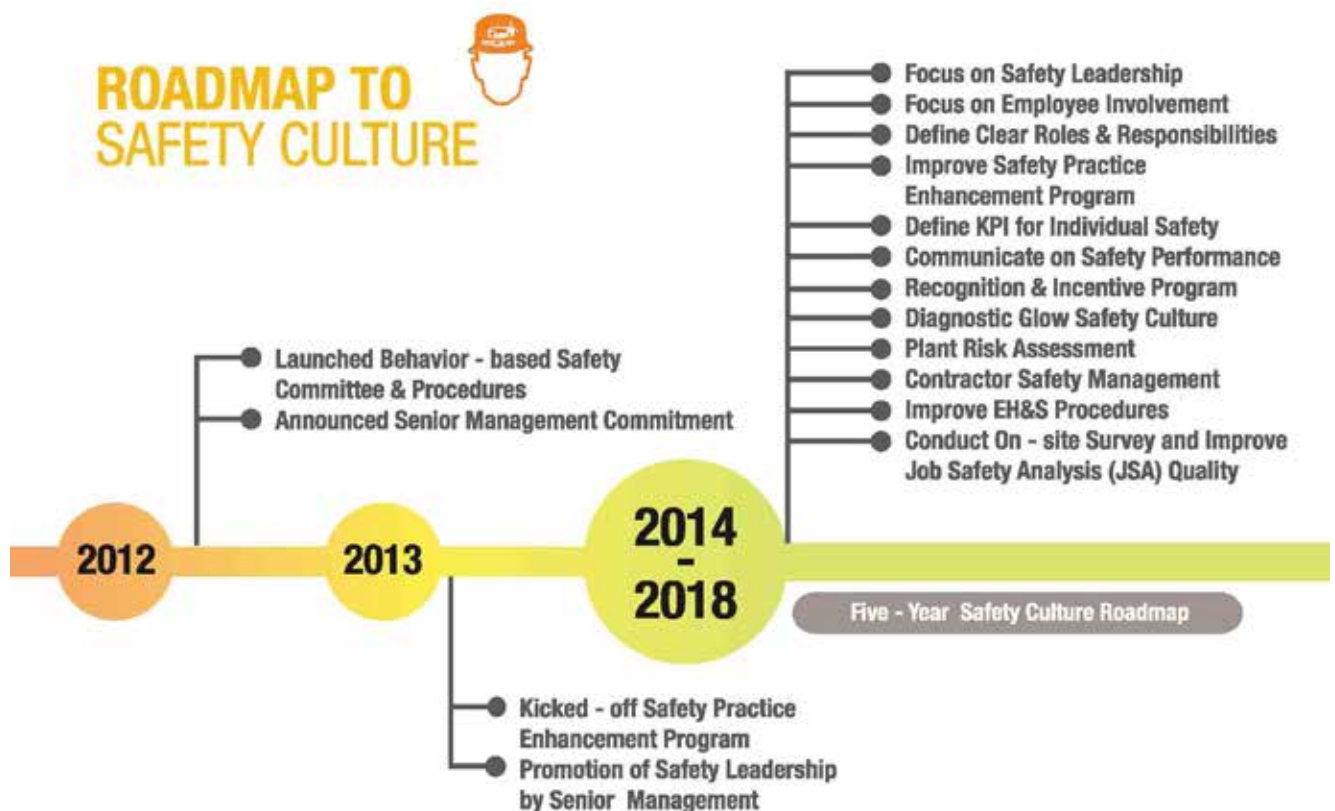 ROADMAP TO
SAFETY CULTURE
Focus on Safety Leadership
Focus on Employee Involvement
Define Clear Roles & Responsibilities
Improve Safety Practice
Enhancement Program
Define KPI for Individual Safety
Communicate on Safety Performance
Recognition & Incentive Program
Diagnostic Glow Safety Culture
Plant Risk Assessment
Contractor Safety Management
Improve EH&S Procedures
Conduct On - site Survey and Improve
Job Safety Analysis (JSA) Quality
Launched Behavior - based Safety
Committee & Procedures
Announced Senior Management Commitment
2012
2013
2014
-
2018
Five - Year Safety Culture Roadmap
Kicked - off Safety Practice
Enhancement Program
Promotion of Safety Leadership
by Senior Management